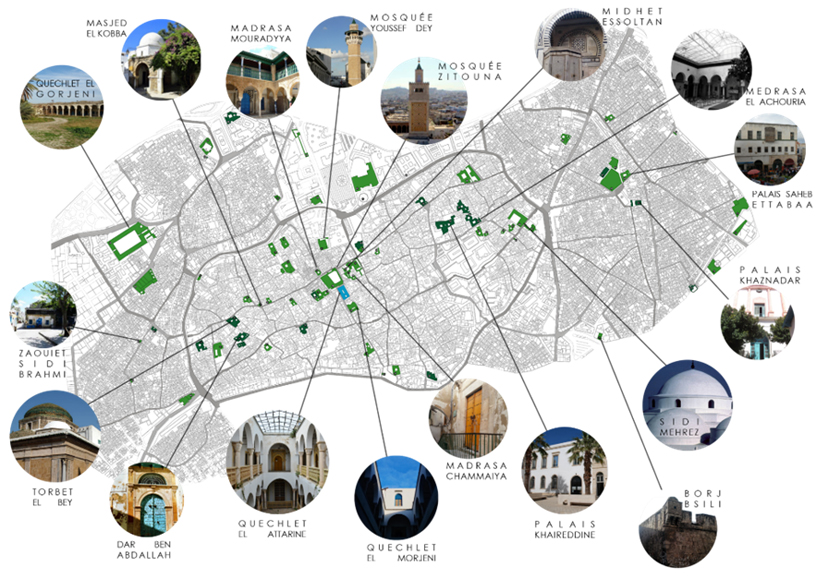 MASJED
EL KOBBA
MADRASA
MOURADYYA
MOSQUÉE
YOUSSEF DEY
MOSQUÉE
ZITOUNA
MIDHET
ESSOLTAN
MEDRASA
EL ACHOURIA
QUECHLET EL
GORJENI
PALAIS SAHEB
ETTABAA
PALAIS
KHAZNADAR
ZAOUIET
SIDI
BRAHMI
SIDI
MEHREZ
TORBET
EL BEY
DAR BEN
ABDALLAH
QUECHLET
EL ATTARINE
QUECHLET
EL MORJENI
MADRASA
CHAMMAIYA
PALAIS
KHAIREDDINE
BORJ
BSILI